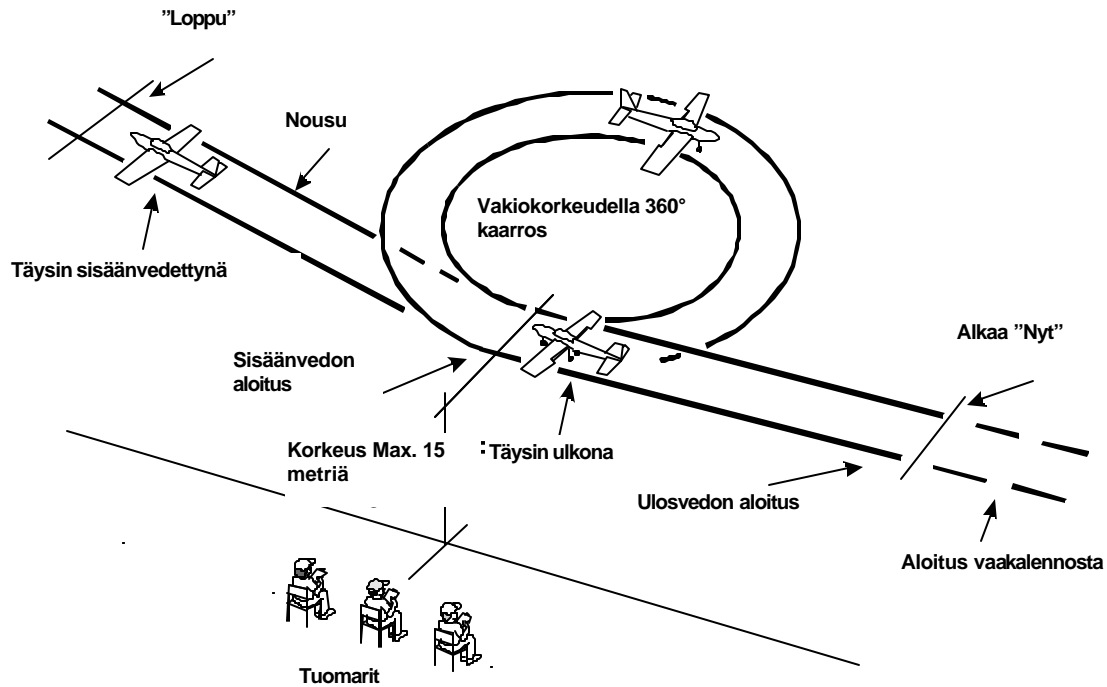 ”Loppu”
Nousu
Vakiokorkeudella 360°
kaarros
Täysin sisäänvedettynä
Alkaa ”Nyt”
Sisäänvedon
aloitus
Korkeus Max. 15
metriä
: Täysin ulkona
Ulosvedon aloitus
Aloitus vaakalennosta
Tuomarit